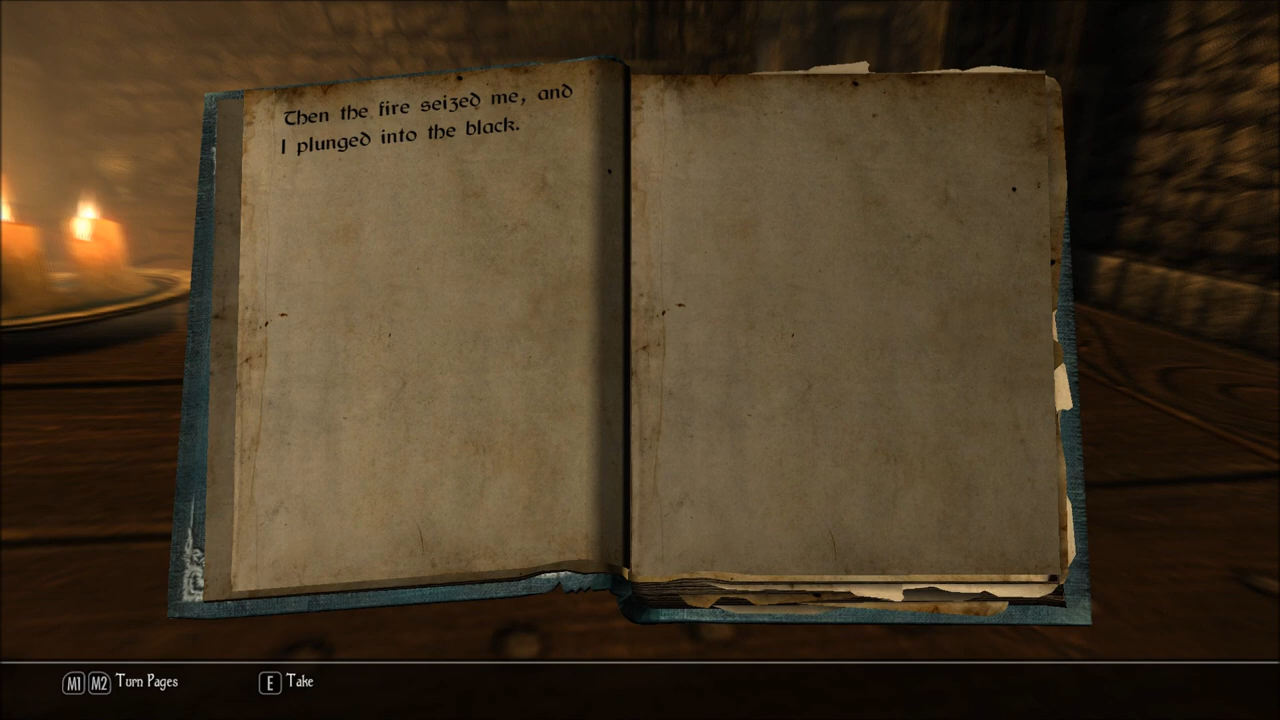 Then the fire seized me, and
I plunged into the black.
M1 M2 Turn Pages
E Take